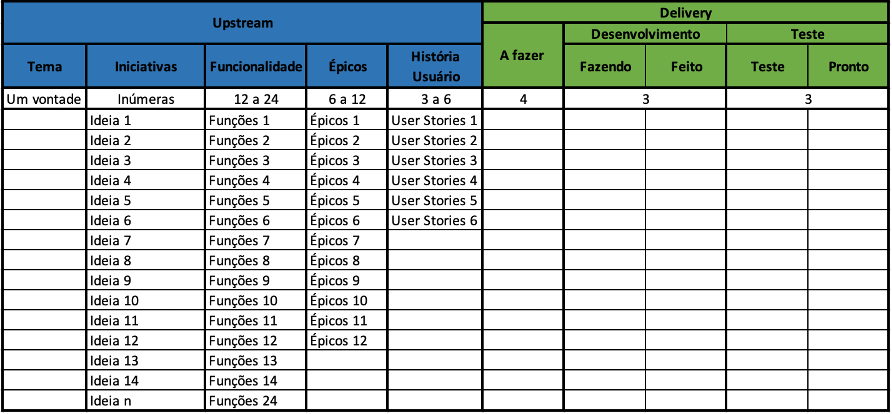 Upstream
Delivery
Desenvolvimento
Teste
Tema
Iniciativas
Funcionalidade
Épicos
História
Usuário
A fazer
Fazendo
Feito
Teste
Pronto
Um vontade Inúmeras 12 a 24 6 a 12 3 a 6 4 3 3
Ideia 1 Funções 1 Épicos 1 User Stories 1
Ideia 2 Funções 2 Épicos 2 User Stories 2
Ideia 3 Funções 3 Épicos 3 User Stories 3
Ideia 4 Funções 4 Épicos 4 User Stories 4
Ideia 5 Funções 5 Épicos 5 User Stories 5
Ideia 6 Funções 6 Épicos 6 User Stories 6
Ideia 7 Funções 7 Épicos 7
Ideia 8 Funções 8 Épicos 8
Ideia 9 Funções 9 Épicos 9
Ideia 10 Funções 10 Épicos 10
Ideia 11 Funções 11 Épicos 11
Ideia 12 Funções 12 Épicos 12
Ideia 13 Funções 13
Ideia 14 Funções 14
Ideia n Funções 24